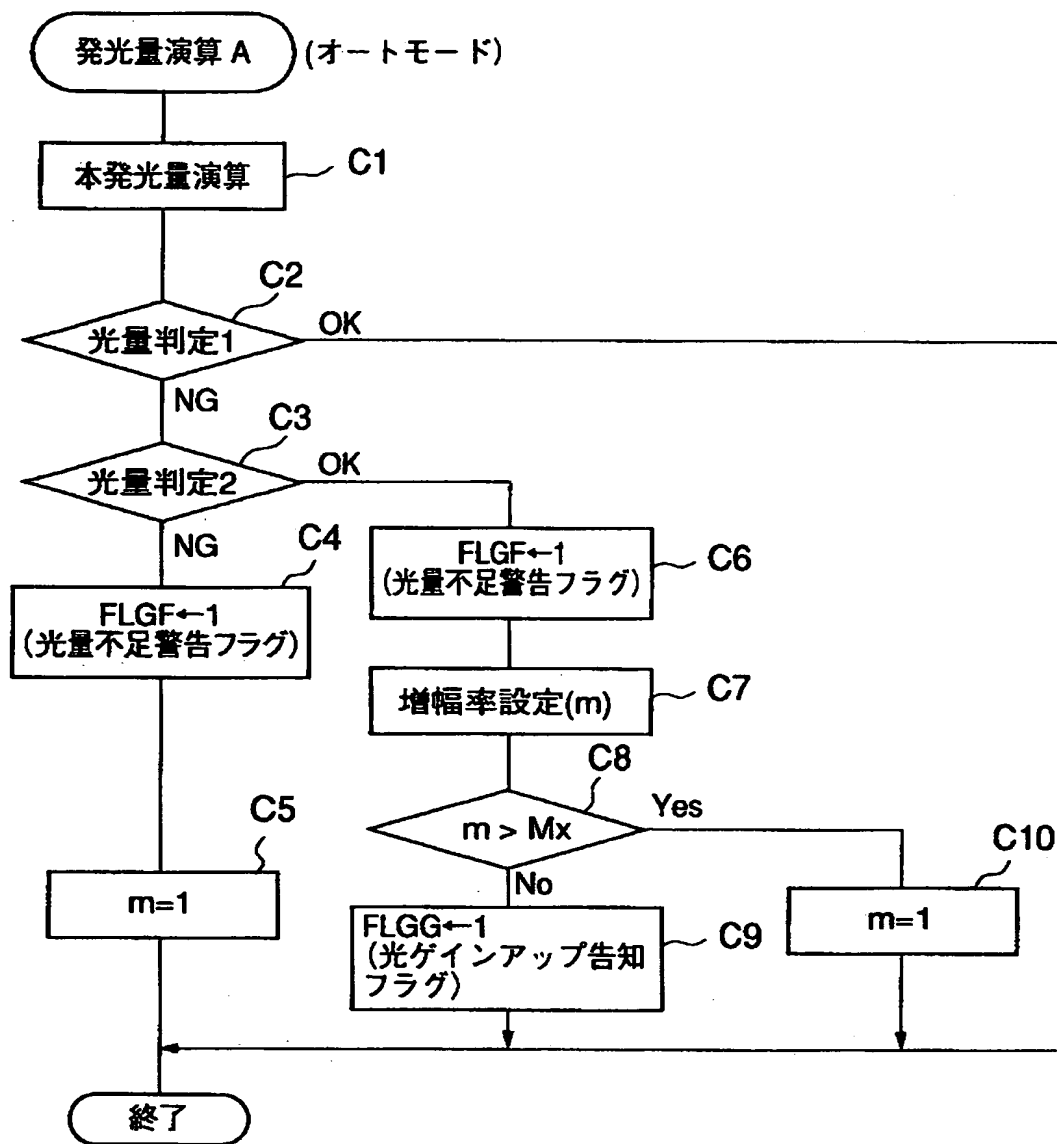 発光量演算 A (オートモード)
本発光量演算
C1
C2
光量判定1
OK
NG
C3
光量判定2
OK
NG
C4
FLGF←1
(光量不足警告フラグ)
FLGF←1
(光量不足警告フラグ)
C6
増幅率設定(m)
C7
C8
m > Mx
Yes
No
C5
m=1
C10
m=1
FLGG←1
(光ゲインアップ告知
フラグ)
C9
終了